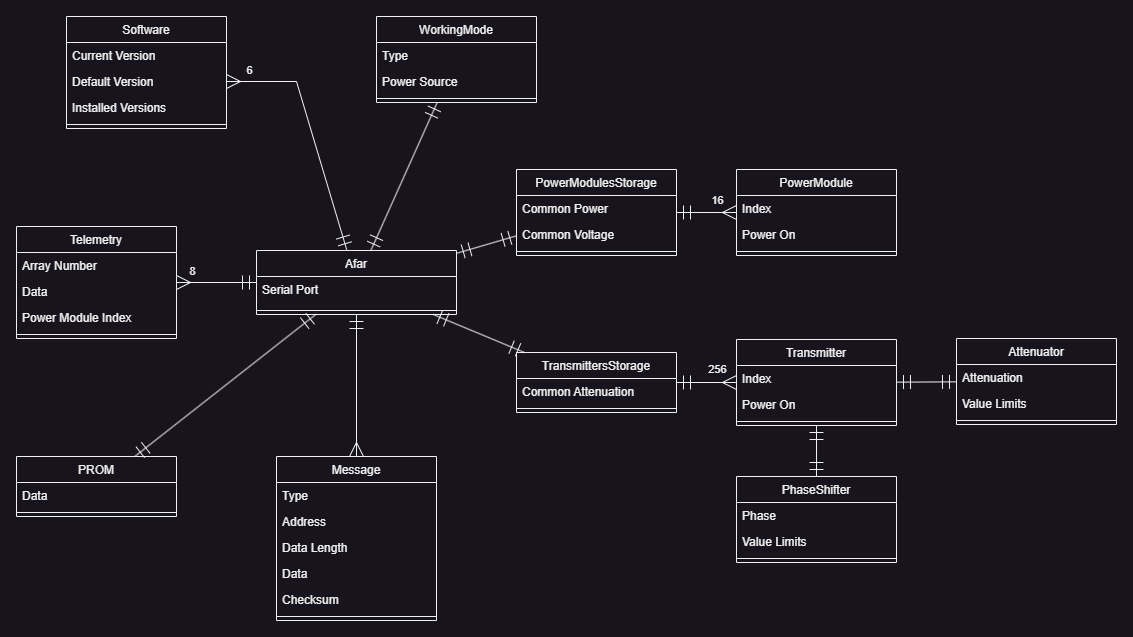 Software
Current Version
Default Version
Installed Versions
6
WorkingMode
Type
Power Source
PowerModulesStorage
Common Power
Common Voltage
16
PowerModule
Index
Power On
Telemetry
Array Number
Data
Power Module Index
8
Afar
Serial Port
TransmittersStorage
Common Attenuation
256
Transmitter
Index
Power On
Attenuator
Attenuation
Value Limits
PROM
Data
Message
Type
Address
Data Length
Data
Checksum
PhaseShifter
Phase
Value Limits